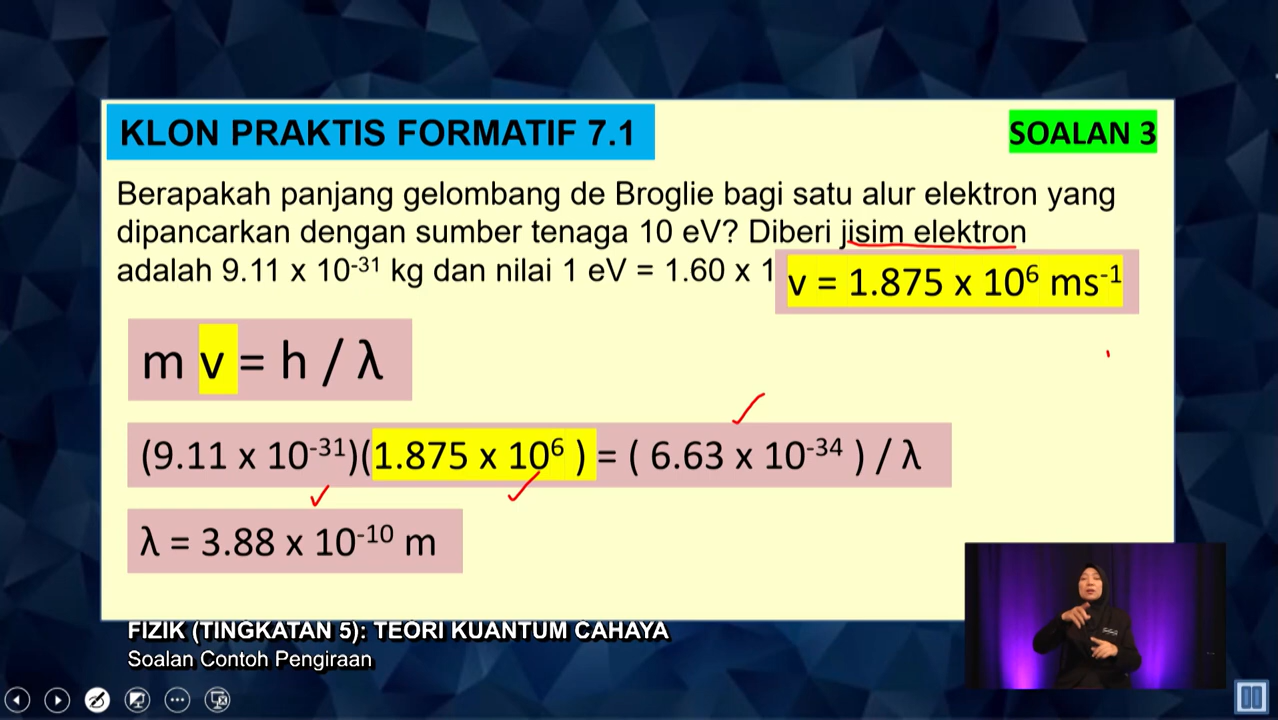 KLON PRAKTIS FORMATIF 7.1
SOALAN 3
Berapakah panjang gelombang de Broglie bagi satu alur elektron yang
dipancarkan dengan sumber tenaga 10 eV? Diberi jisim elektron
adalah 9.11 x 10⁻³¹ kg dan nilai 1 eV = 1.60 x 1
v = 1.875 x 10⁶ ms⁻¹
m v = h / λ
(9.11 x 10⁻³¹)(1.875 x 10⁶ ) = ( 6.63 x 10⁻³⁴ ) / λ
λ = 3.88 x 10⁻¹⁰ m
FIZIK (TINGKATAN 5): TEORI KUANTUM CAHAYA
Soalan Contoh Pengiraan